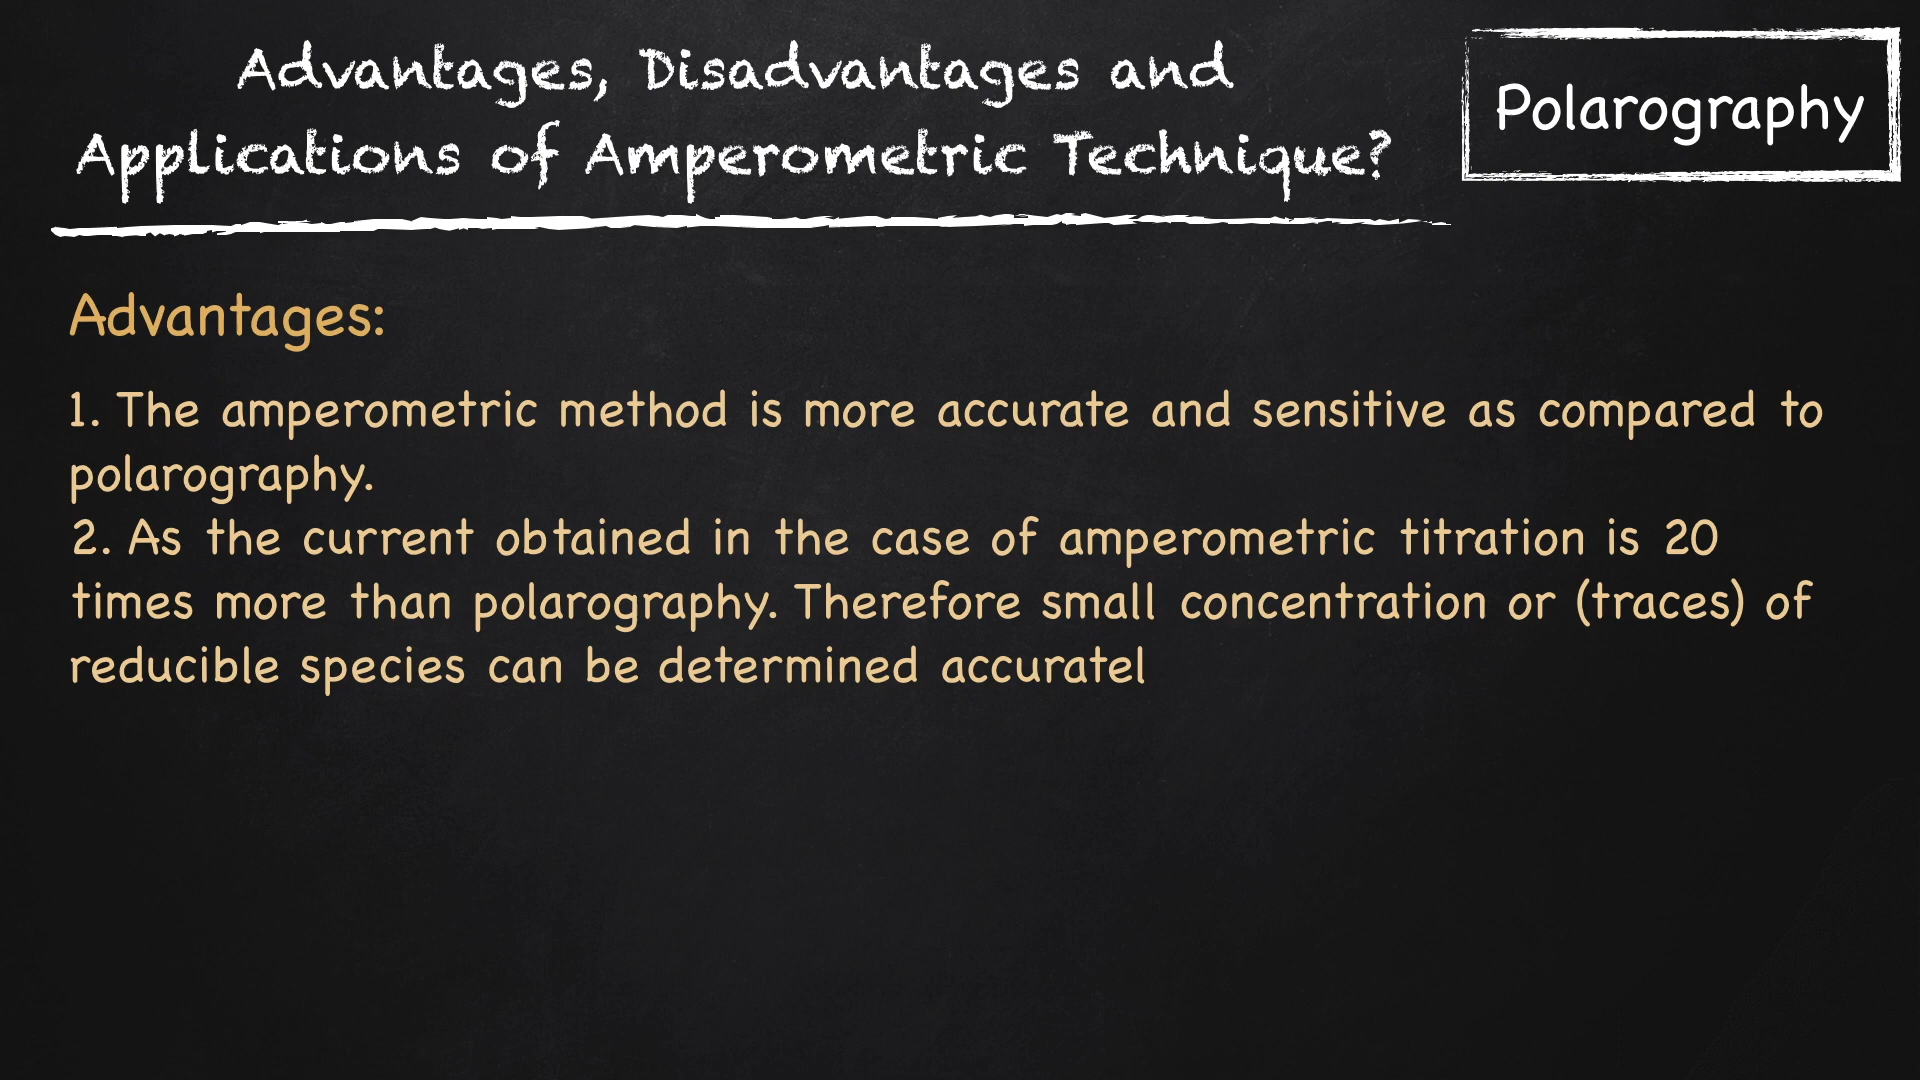 Advantages, Disadvantages and
Applications of Amperometric Technique?
Polarography
Advantages:
1. The amperometric method is more accurate and sensitive as compared to
polarography.
2. As the current obtained in the case of amperometric titration is 20
times more than polarography. Therefore small concentration or (traces) of
reducible species can be determined accuratel